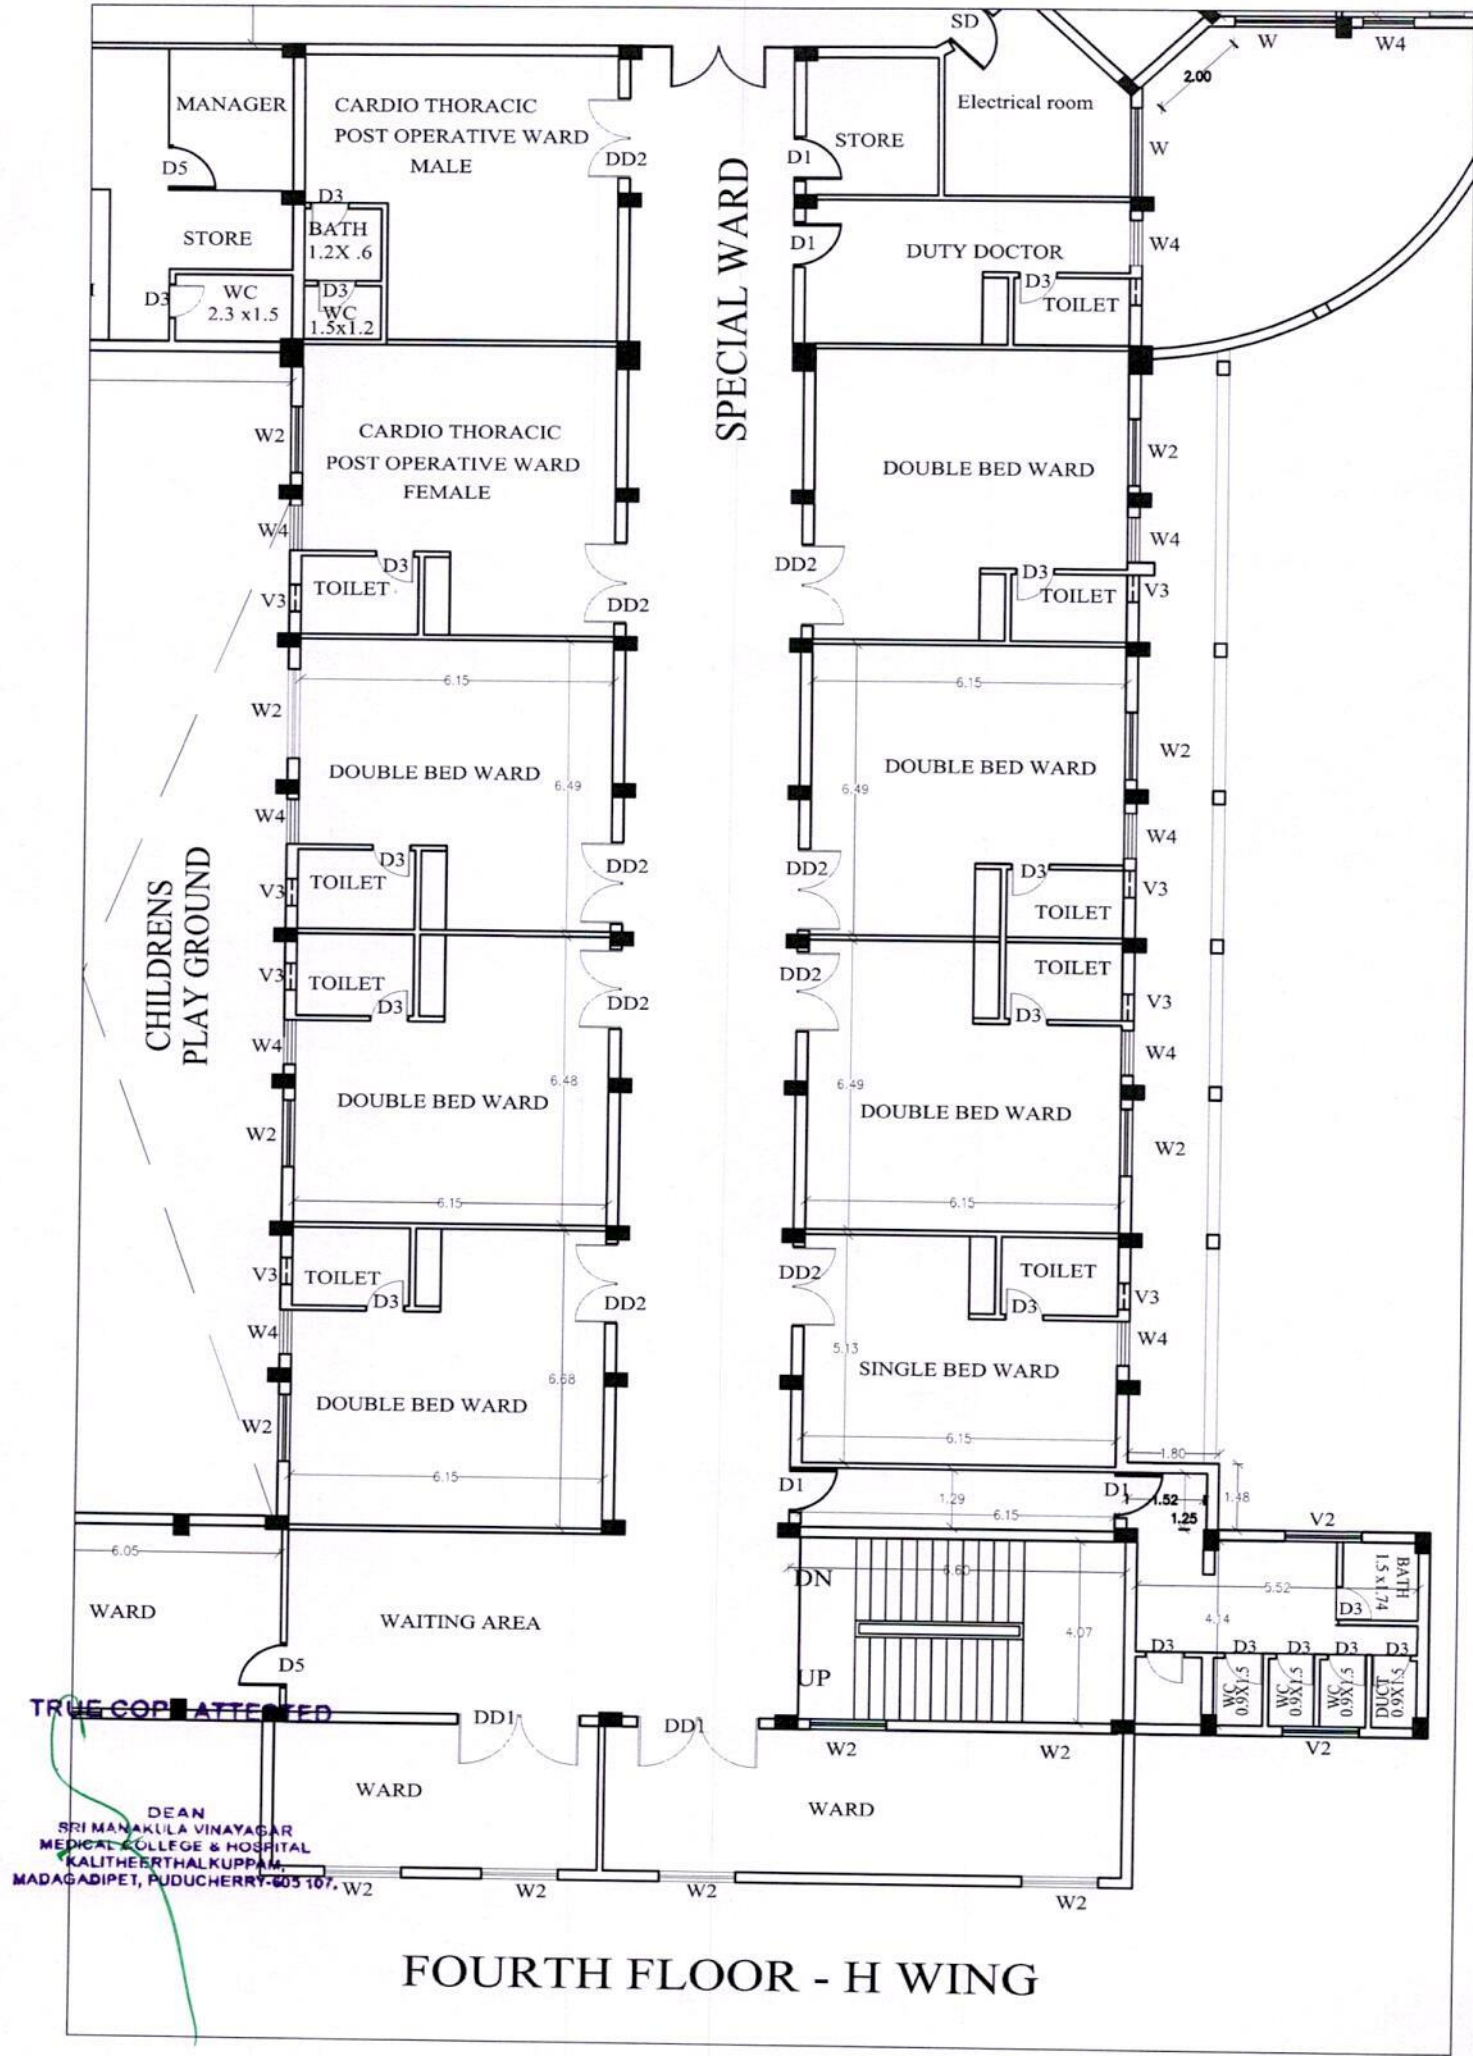 SD
W
W4
2.00
MANAGER
CARDIO THORACIC
POST OPERATIVE WARD
MALE
Electrical room
STORE
W
D5
DD2
D1
D3
BATH
1.2X .6
STORE
D1
DUTY DOCTOR
W4
D3
WC
2.3 x1.5
D3
WC
1.5x1.2
D3
TOILET
SPECIAL WARD
W2
CARDIO THORACIC
POST OPERATIVE WARD
FEMALE
DOUBLE BED WARD
W2
W4
W4
D3
TOILET
V3
DD2
DD2
D3
TOILET
V3
6.15
6.15
W2
W2
DOUBLE BED WARD
6.49
DOUBLE BED WARD
6.49
W4
W4
D3
TOILET
V3
DD2
DD2
D3
TOILET
V3
CHILDRENS
PLAY GROUND
V3
TOILET
D3
DD2
DD2
TOILET
D3
V3
W4
W4
6.48
DOUBLE BED WARD
6.49
DOUBLE BED WARD
W2
W2
6.15
6.15
V3
TOILET
D3
DD2
DD2
TOILET
D3
V3
W4
W4
6.68
DOUBLE BED WARD
5.13
SINGLE BED WARD
W2
6.15
6.15
1.80
D1
1.29
6.15
D1
1.52
1.25
1.48
V2
6.05
WARD
WAITING AREA
DN
6.60
4.07
UP
5.52
4.14
BATH
1.5 x1.74
D3
D5
D3
D3
D3
D3
D3
WC
0.9X1.5
WC
0.9X1.5
WC
0.9X1.5
DUCT
0.9X1.5
V2
TRUE COPY ATTESTED
DD1
DD1
W2
W2
WARD
WARD
DEAN
SRI MANAKULA VINAYAGAR
MEDICAL COLLEGE & HOSPITAL
KALITHEERTHALKUPPAM,
MADAGADIPET, PUDUCHERRY-605 107.
W2
W2
W2
W2
FOURTH FLOOR - H WING